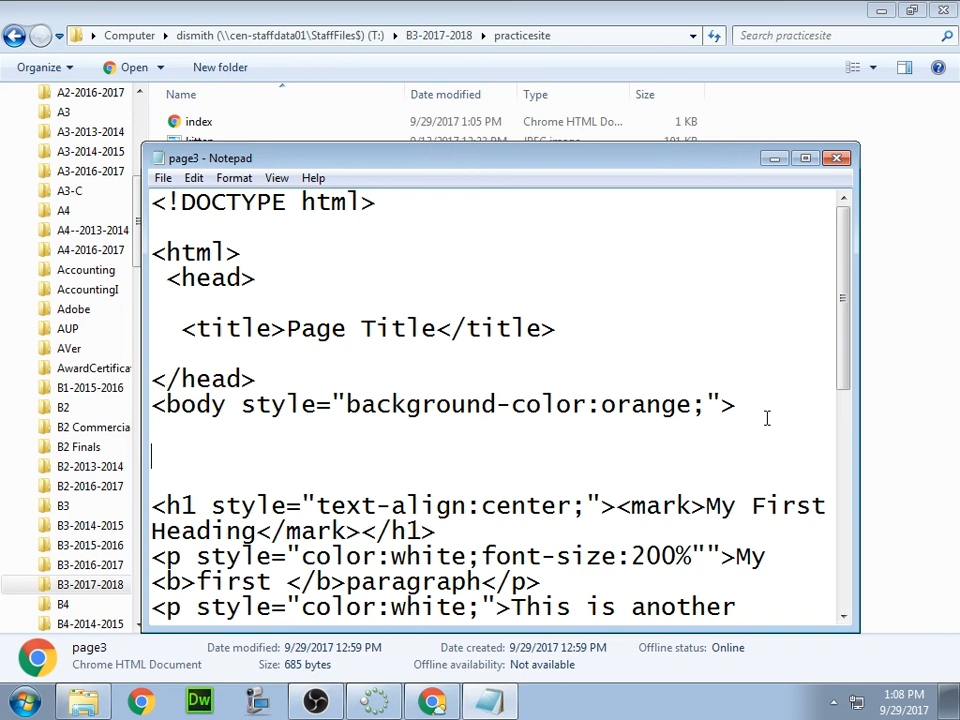 Computer dismith (\\cen-staffdata01\StaffFiles$) (T:) B3-2017-2018 practicesite
Search practicesite
Organize Open New folder
Name Date modified Type Size
index 9/29/2017 1:05 PM Chrome HTML Do... 1 KB
A2-2016-2017
A3
A3-2013-2014
A3-2014-2015
A3-2016-2017
A3-C
A4
A4--2013-2014
A4-2016-2017
Accounting
AccountingI
Adobe
AUP
AVer
AwardCertifica
B1-2015-2016
B2
B2 Commercia
B2 Finals
B2-2013-2014
B2-2016-2017
B3
B3-2014-2015
B3-2015-2016
B3-2016-2017
B3-2017-2018
B4
B4-2014-2015
page3 - Notepad
File Edit Format View Help
<!DOCTYPE html>
<html>
<head>
<title>Page Title</title>
</head>
<body style="background-color:orange;">
<h1 style="text-align:center;"><mark>My First
Heading</mark></h1>
<p style="color:white;font-size:200%"">My
<b>first </b>paragraph</p>
<p style="color:white;">This is another
page3 Date modified: 9/29/2017 12:59 PM Date created: 9/29/2017 12:59 PM Offline status: Online
Chrome HTML Document Size: 685 bytes Offline availability: Not available
Dw
1:08 PM
9/29/2017